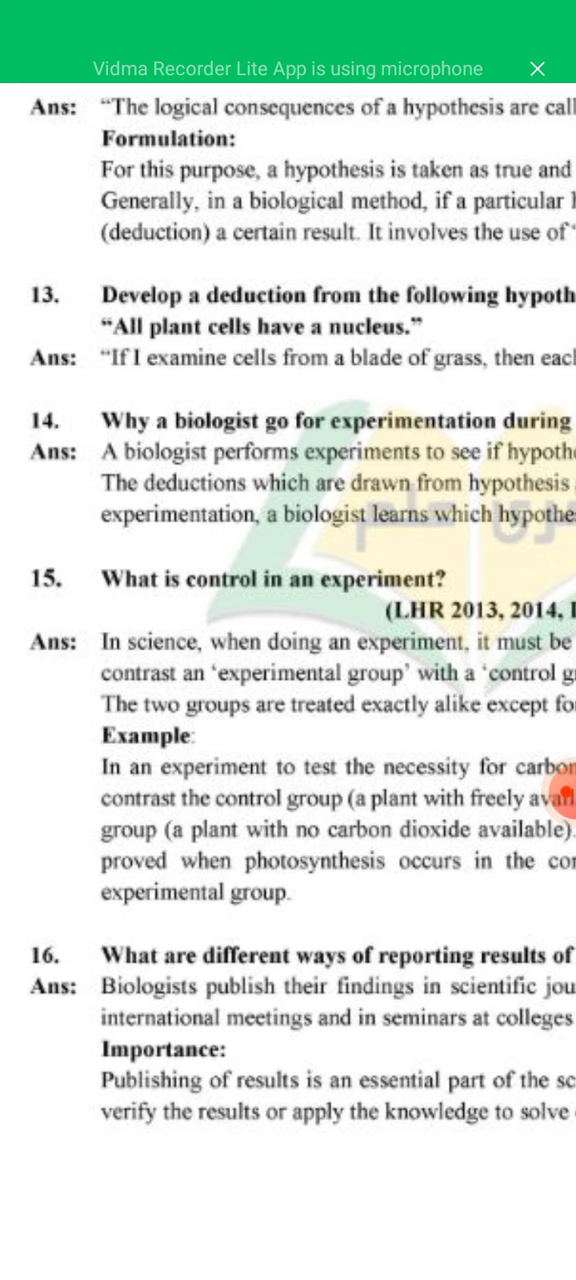 Vidma Recorder Lite App is using microphone
Ans: “The logical consequences of a hypothesis are call
Formulation:
For this purpose, a hypothesis is taken as true and
Generally, in a biological method, if a particular
(deduction) a certain result. It involves the use of “
13. Develop a deduction from the following hypoth
“All plant cells have a nucleus.”
Ans: “If I examine cells from a blade of grass, then eac
14. Why a biologist go for experimentation during
Ans: A biologist performs experiments to see if hypoth
The deductions which are drawn from hypothesis
experimentation, a biologist learns which hypothe
15. What is control in an experiment?
(LHR 2013, 2014,
Ans: In science, when doing an experiment, it must be
contrast an ‘experimental group’ with a ‘control g
The two groups are treated exactly alike except fo
Example:
In an experiment to test the necessity for carbon
contrast the control group (a plant with freely avail
group (a plant with no carbon dioxide available).
proved when photosynthesis occurs in the con
experimental group.
16. What are different ways of reporting results of
Ans: Biologists publish their findings in scientific jou
international meetings and in seminars at colleges
Importance:
Publishing of results is an essential part of the sc
verify the results or apply the knowledge to solve